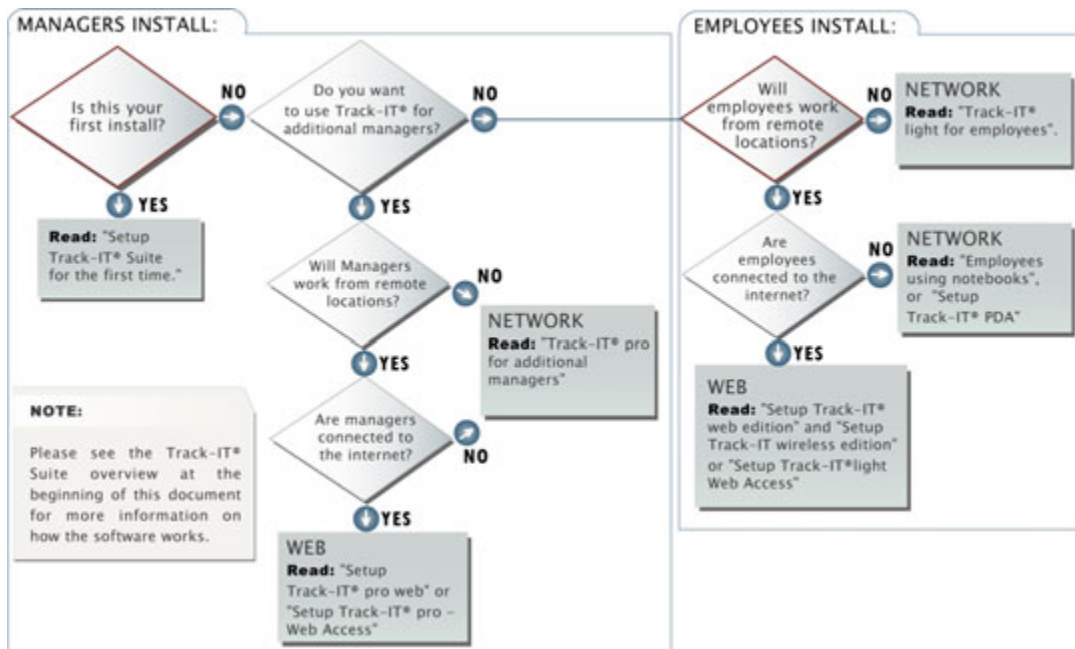 MANAGERS INSTALL:
Is this your
first install?
NO
YES
Read: "Setup
Track-IT® Suite
for the first time."
Do you want
to use Track-IT® for
additional managers?
NO
YES
Will Managers
work from remote
locations?
NO
YES
NETWORK
Read: "Track-IT® pro
for additional
managers"
Are managers
connected to
the internet?
NO
YES
WEB
Read: "Setup
Track-IT® pro web" or
"Setup Track-IT® pro –
Web Access"
NOTE:
Please see the Track-IT®
Suite overview at the
beginning of this document
for more information on
how the software works.
EMPLOYEES INSTALL:
Will
employees work
from remote
locations?
NO
YES
NETWORK
Read: "Track-IT®
light for employees".
Are
employees
connected to the
internet?
NO
YES
NETWORK
Read: "Employees
using notebooks",
or "Setup
Track-IT® PDA"
WEB
Read: "Setup Track-IT®
web edition" and "Setup
Track-IT wireless edition"
or "Setup Track-IT®light
Web Access"